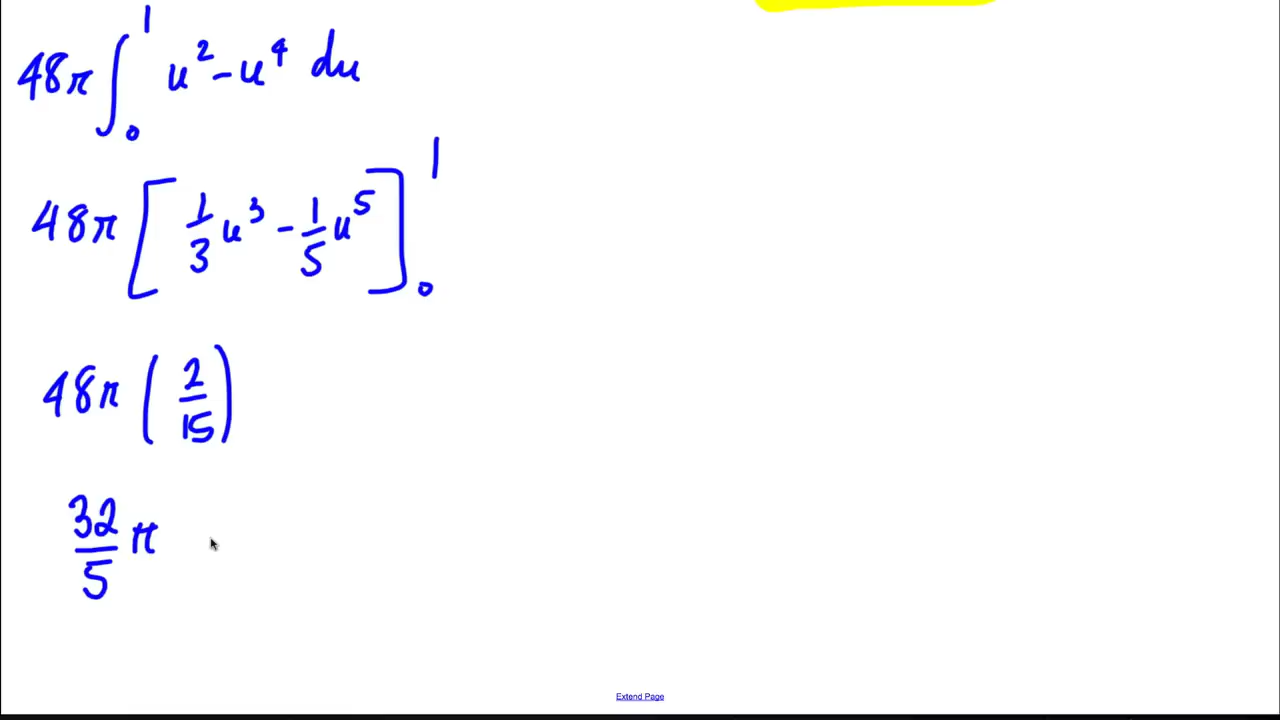 48π ∫₀¹ u² - u⁴ du
48π [ 1/3 u³ - 1/5 u⁵ ]₀¹
48π ( 2/15 )
32/5 π
Extend Page